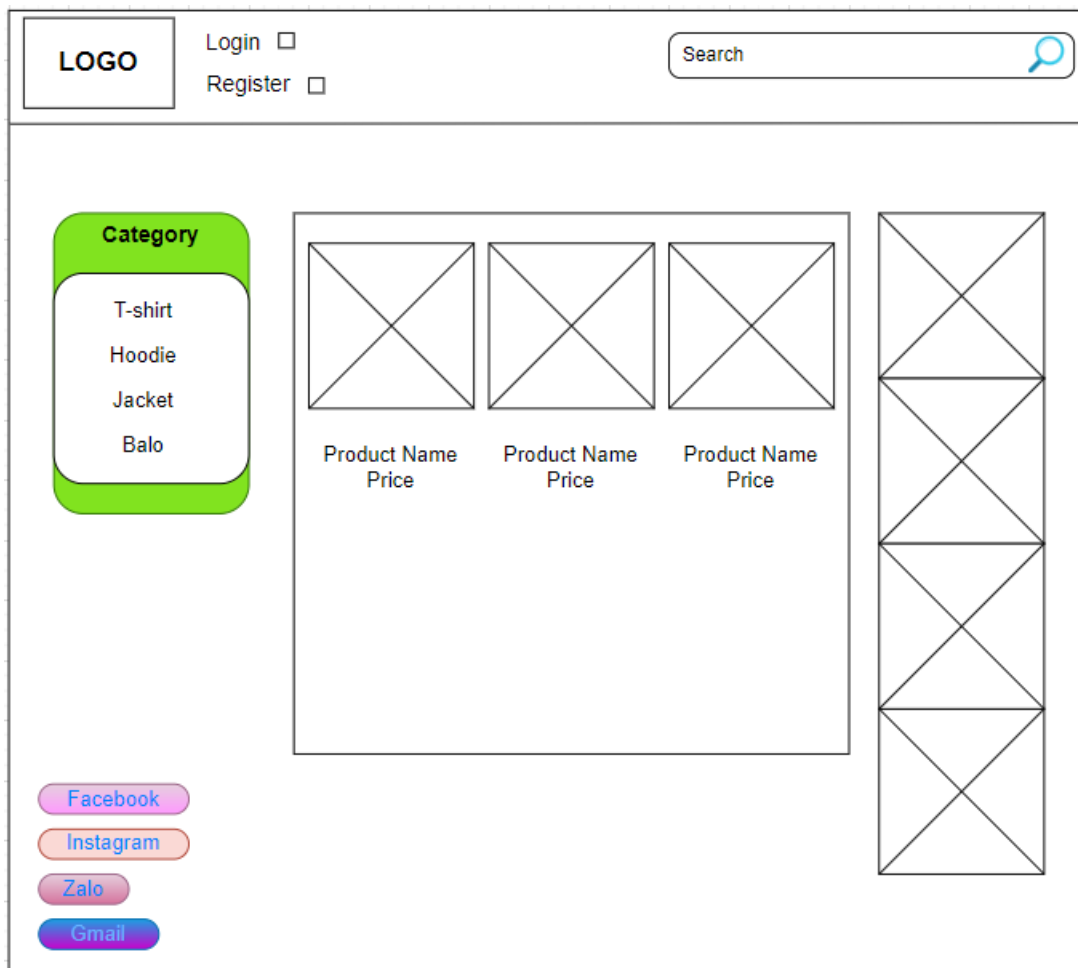 LOGO
Login
Register
Search
Category
T-shirt
Hoodie
Jacket
Balo
Product Name
Price
Product Name
Price
Product Name
Price
Facebook
Instagram
Zalo
Gmail